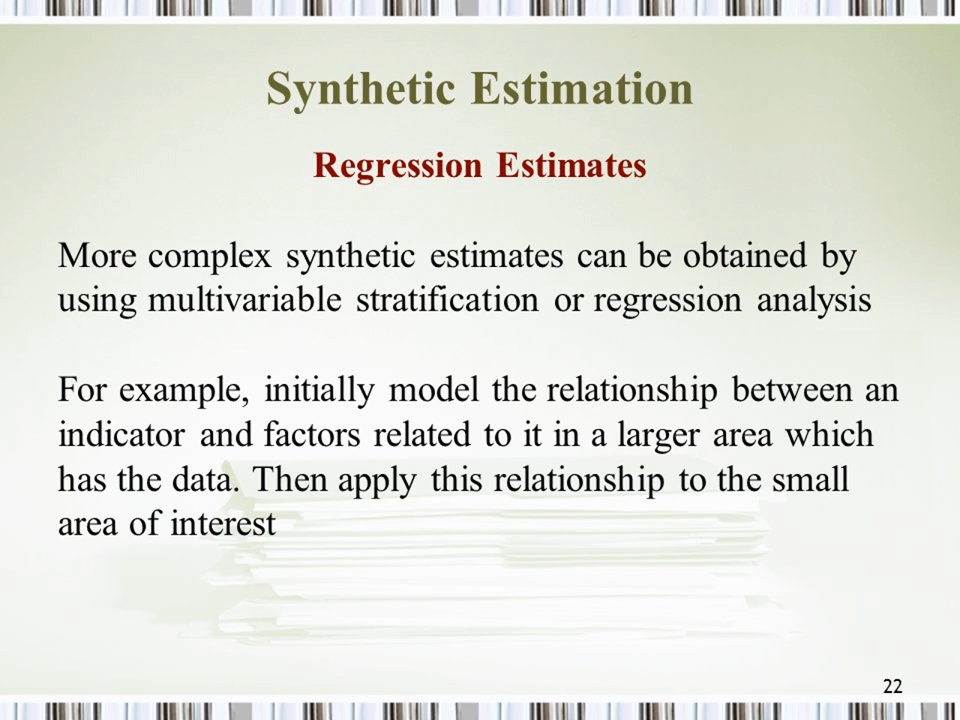 Synthetic Estimation
Regression Estimates
More complex synthetic estimates can be obtained by
using multivariable stratification or regression analysis
For example, initially model the relationship between an
indicator and factors related to it in a larger area which
has the data. Then apply this relationship to the small
area of interest
22